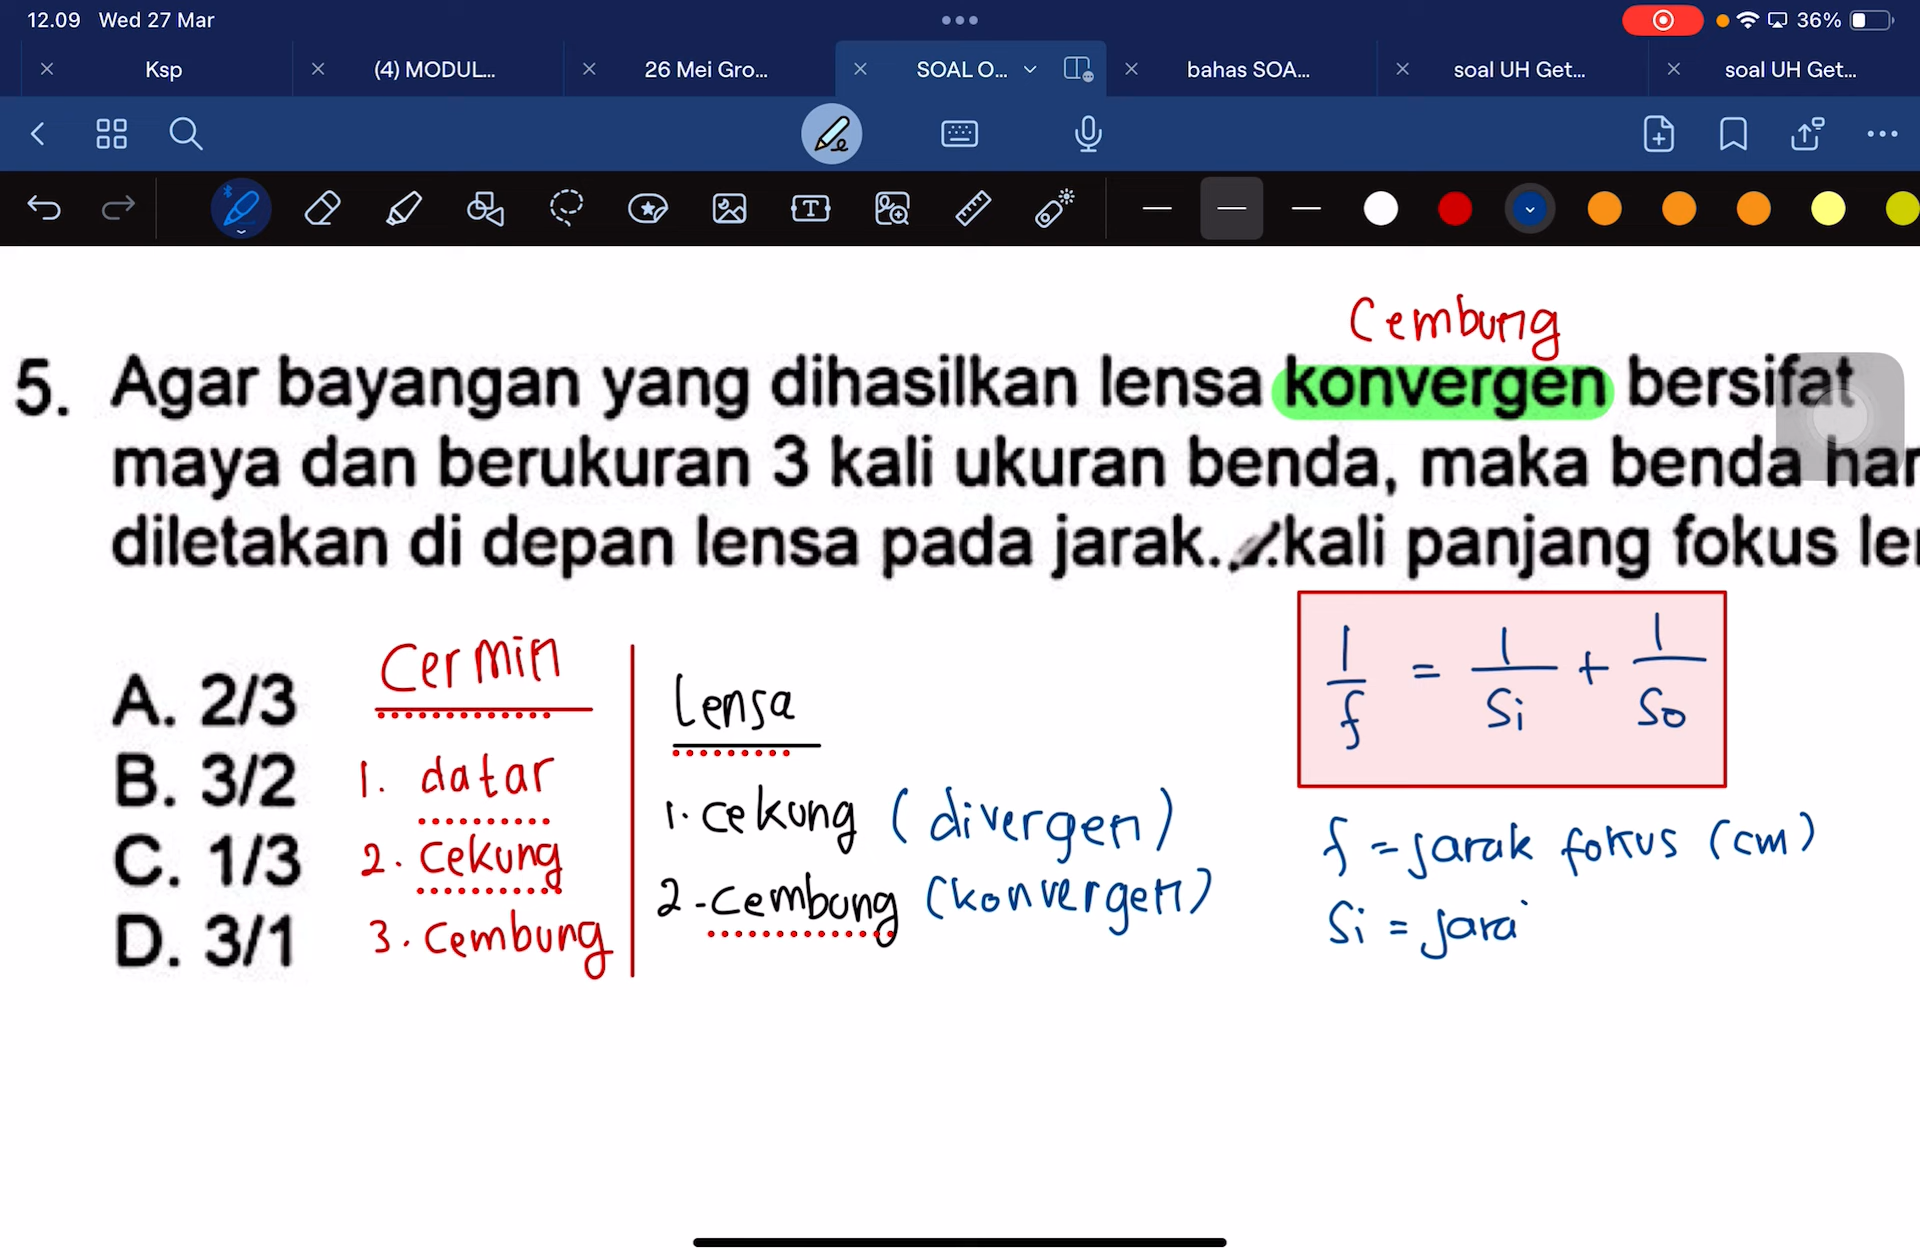 12.09 Wed 27 Mar
36%
Ksp
(4) MODUL...
26 Mei Gro...
SOAL O...
bahas SOA...
soal UH Get...
soal UH Get...
Cembung
5. Agar bayangan yang dihasilkan lensa konvergen bersifat
maya dan berukuran 3 kali ukuran benda, maka benda har
diletakan di depan lensa pada jarak... kali panjang fokus le
A. 2/3
B. 3/2
C. 1/3
D. 3/1
Cermin
1. datar
2. Cekung
3. Cembung
Lensa
1. cekung (divergen)
2-cembung (konvergen)
1/f = 1/Si + 1/So
f = jarak fokus (cm)
Si = jara